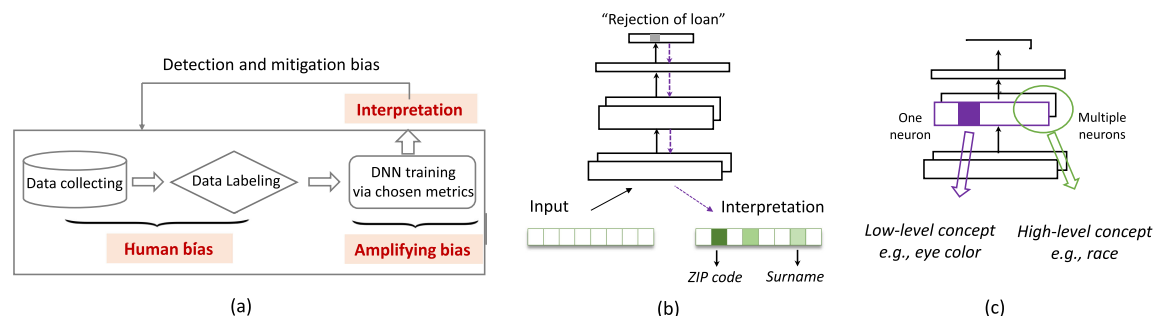 Detection and mitigation bias
Interpretation
Data collecting
Data Labeling
DNN training
via chosen metrics
Human bías
Amplifying bias
(a)
“Rejection of loan”
Input
Interpretation
ZIP code
Surname
(b)
One
neuron
Multiple
neurons
Low-level concept
e.g., eye color
High-level concept
e.g., race
(c)